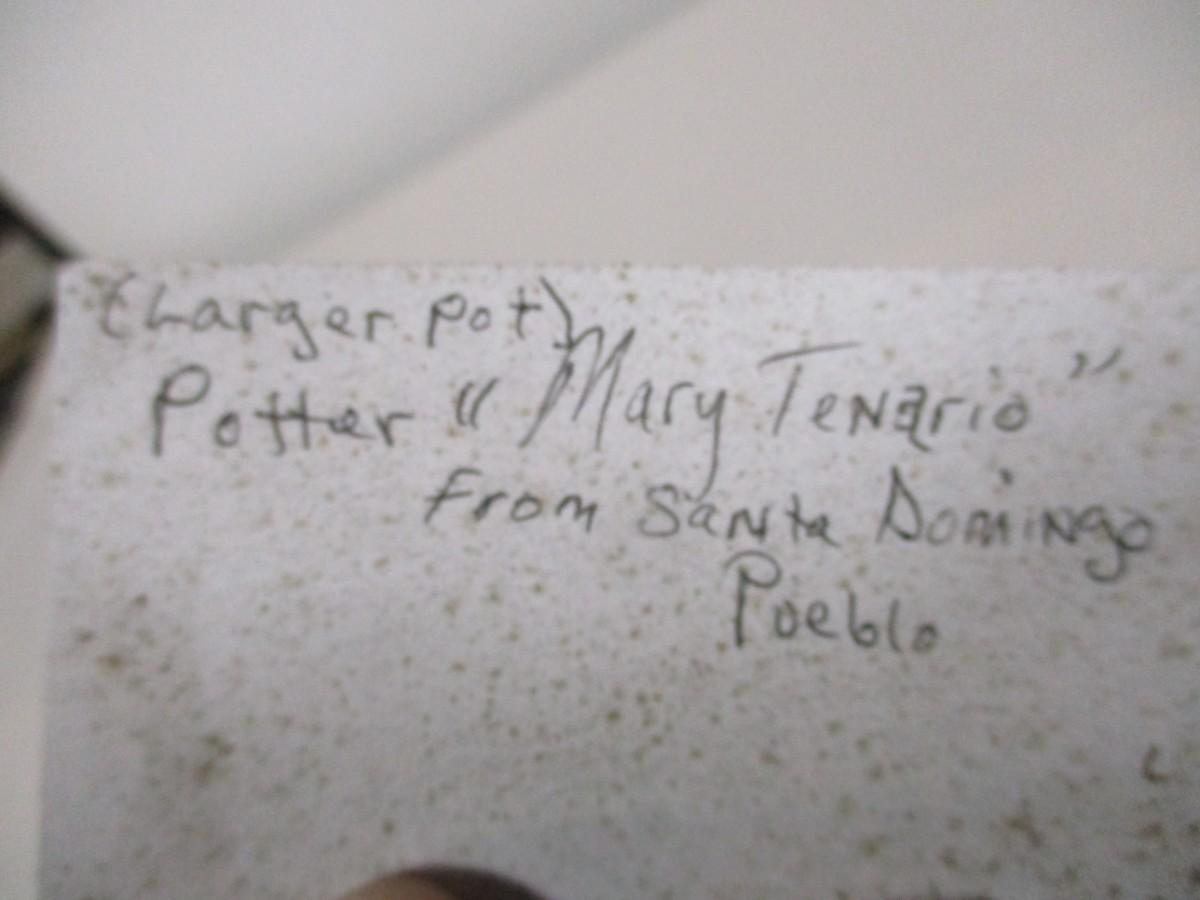 (Larger pot)
Potter "Mary Tenario"
From Santa Domingo
Pueblo